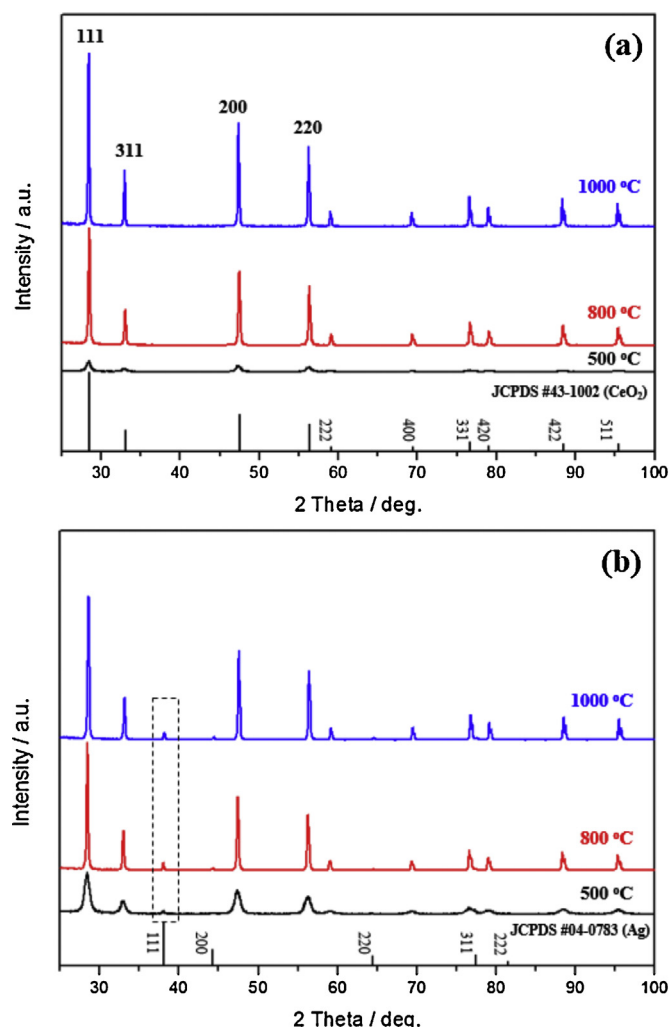 (a)
111
311
200
220
1000 °C
800 °C
500 °C
JCPDS #43-1002 (CeO₂)
222
400
331
420
422
511
Intensity / a.u.
30 40 50 60 70 80 90 100
2 Theta / deg.
(b)
1000 °C
800 °C
500 °C
JCPDS #04-0783 (Ag)
111
200
220
311
222
Intensity / a.u.
30 40 50 60 70 80 90 100
2 Theta / deg.